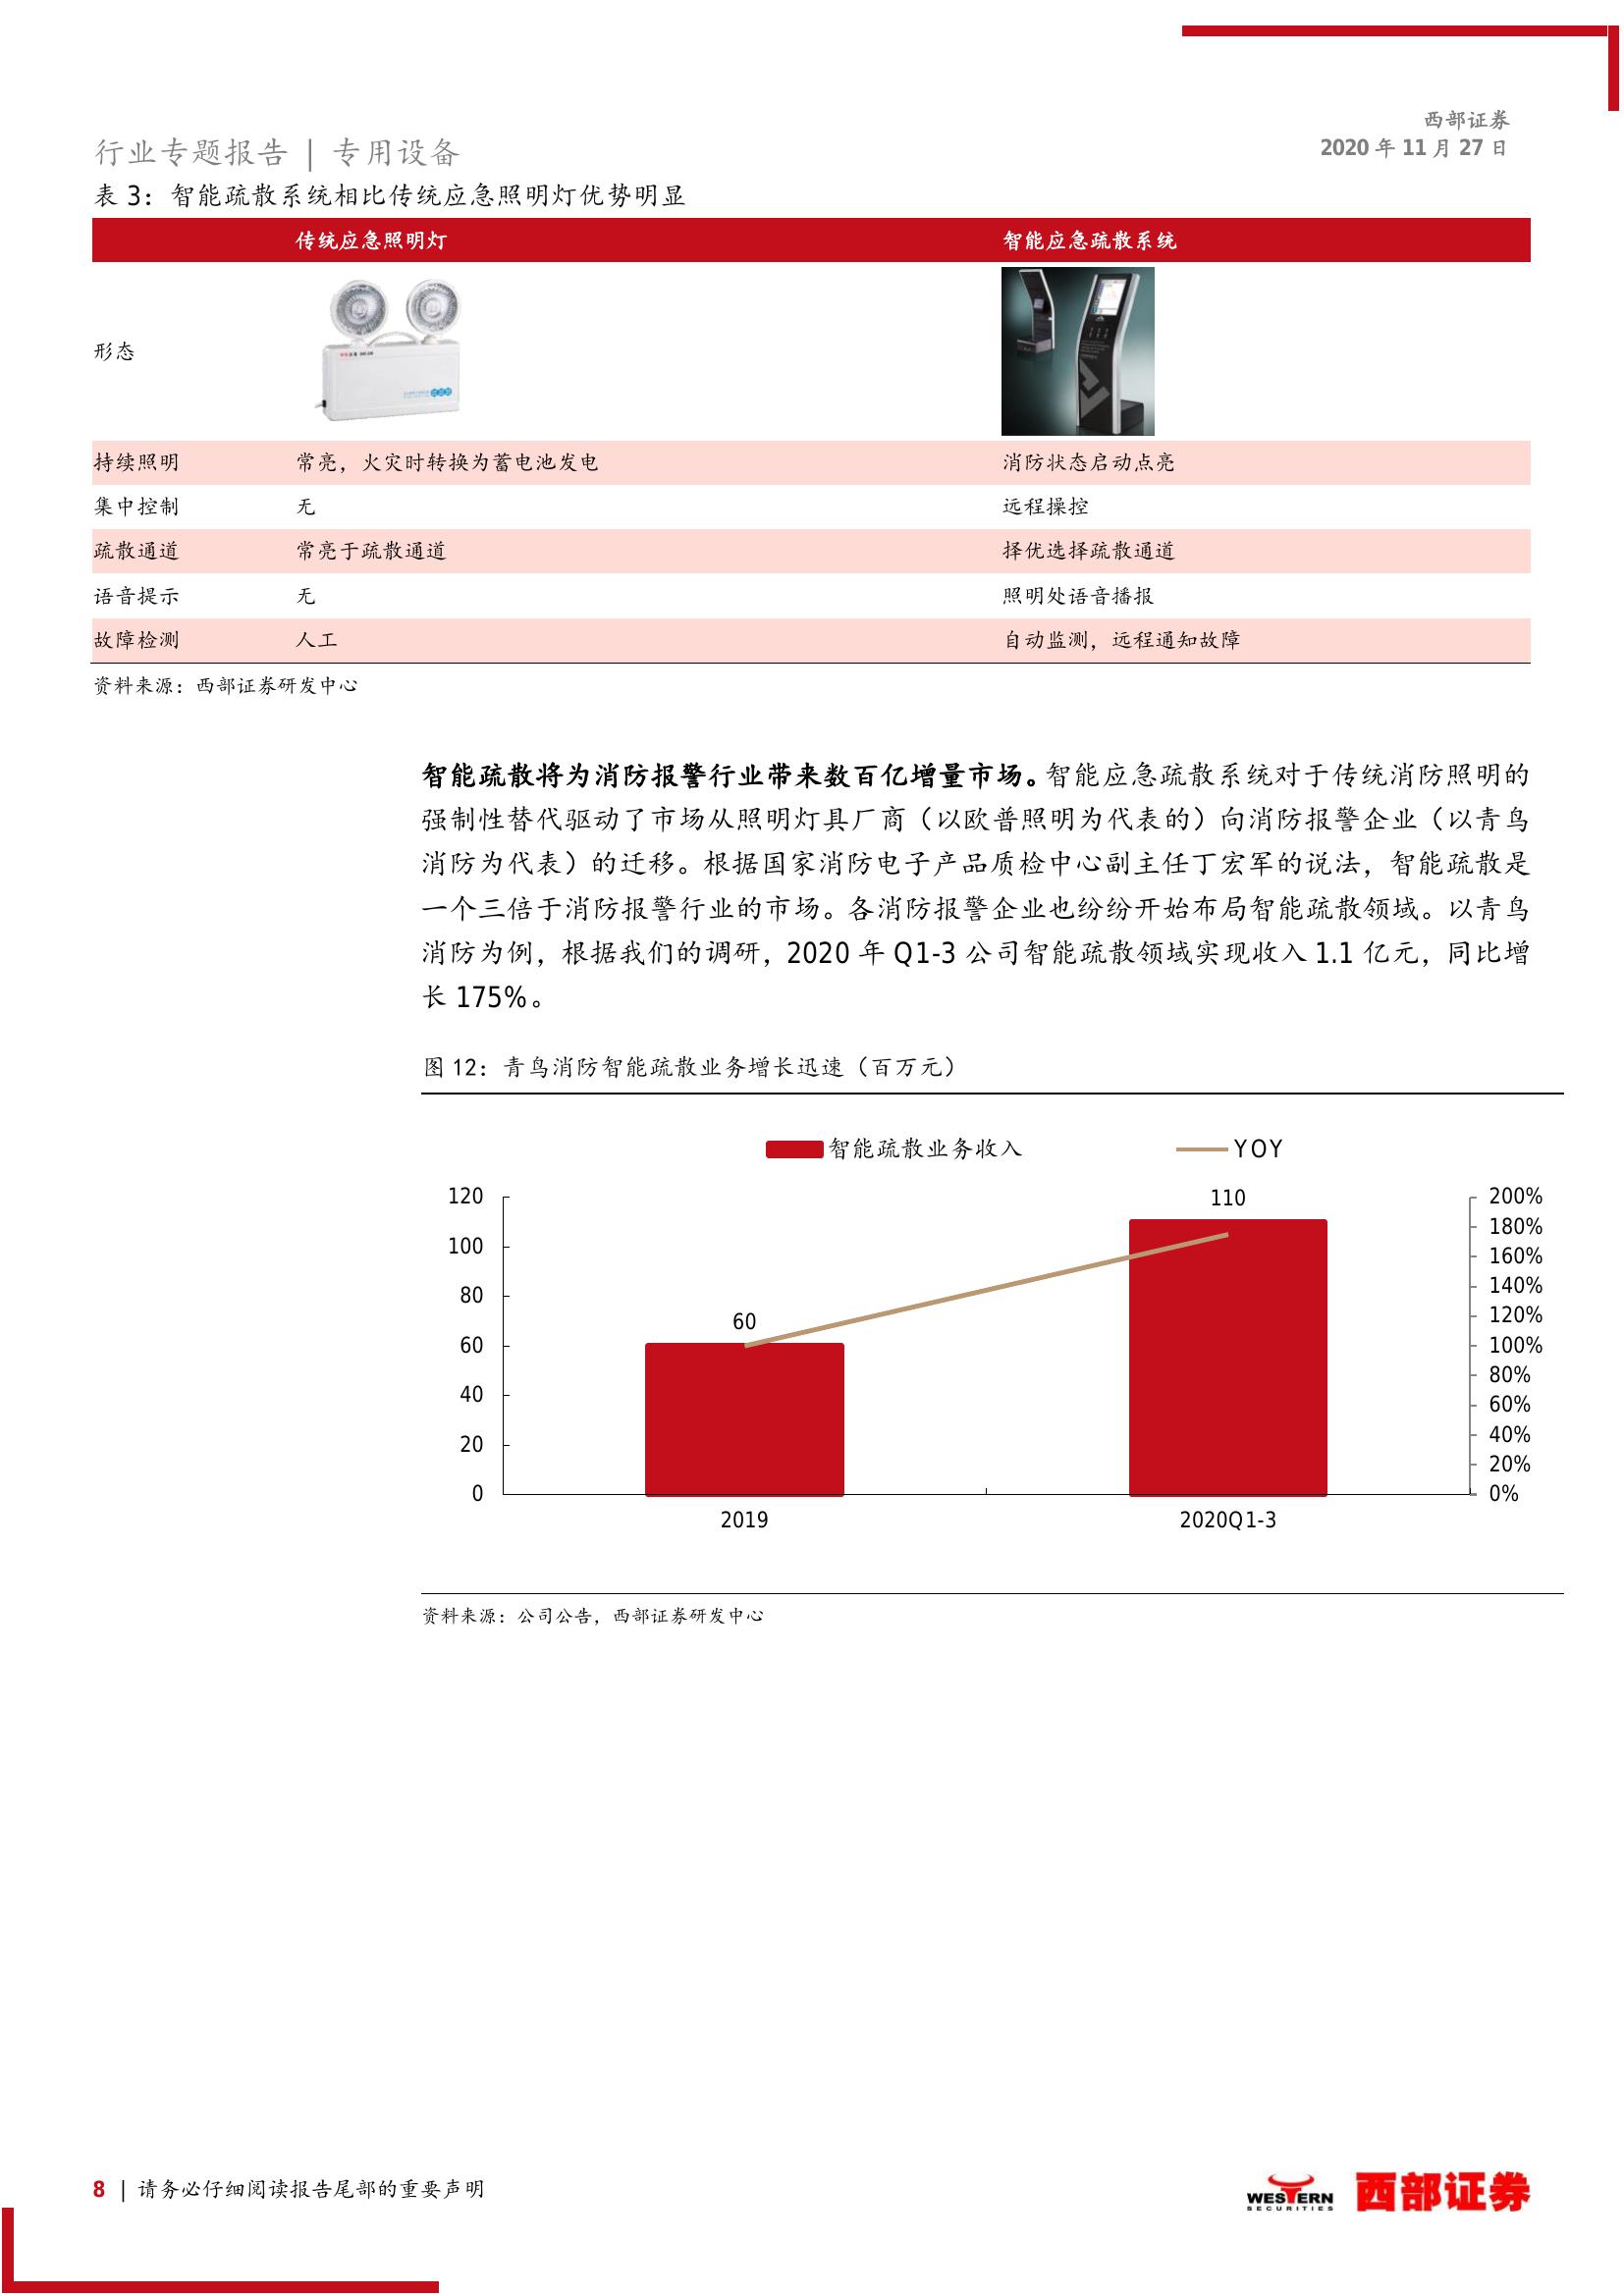 西部证券
2020 年 11 月 27 日
行业专题报告 | 专用设备
表 3：智能疏散系统相比传统应急照明灯优势明显
传统应急照明灯 智能应急疏散系统
形态
持续照明 常亮，火灾时转换为蓄电池发电 消防状态启动点亮
集中控制 无 远程操控
疏散通道 常亮于疏散通道 择优选择疏散通道
语音提示 无 照明处语音播报
故障检测 人工 自动监测，远程通知故障
资料来源：西部证券研发中心
智能疏散将为消防报警行业带来数百亿增量市场。智能应急疏散系统对于传统消防照明的
强制性替代驱动了市场从照明灯具厂商（以欧普照明为代表的）向消防报警企业（以青鸟
消防为代表）的迁移。根据国家消防电子产品质检中心副主任丁宏军的说法，智能疏散是
一个三倍于消防报警行业的市场。各消防报警企业也纷纷开始布局智能疏散领域。以青鸟
消防为例，根据我们的调研，2020 年 Q1-3 公司智能疏散领域实现收入 1.1 亿元，同比增
长 175%。
图 12：青鸟消防智能疏散业务增长迅速（百万元）
智能疏散业务收入 YOY
120 110 200%
180%
100 160%
80 140%
60 120%
60 100%
80%
40 60%
40%
20 20%
0 0%
2019 2020Q1-3
资料来源：公司公告，西部证券研发中心
8 | 请务必仔细阅读报告尾部的重要声明
WESTERN
SECURITIES
西部证券